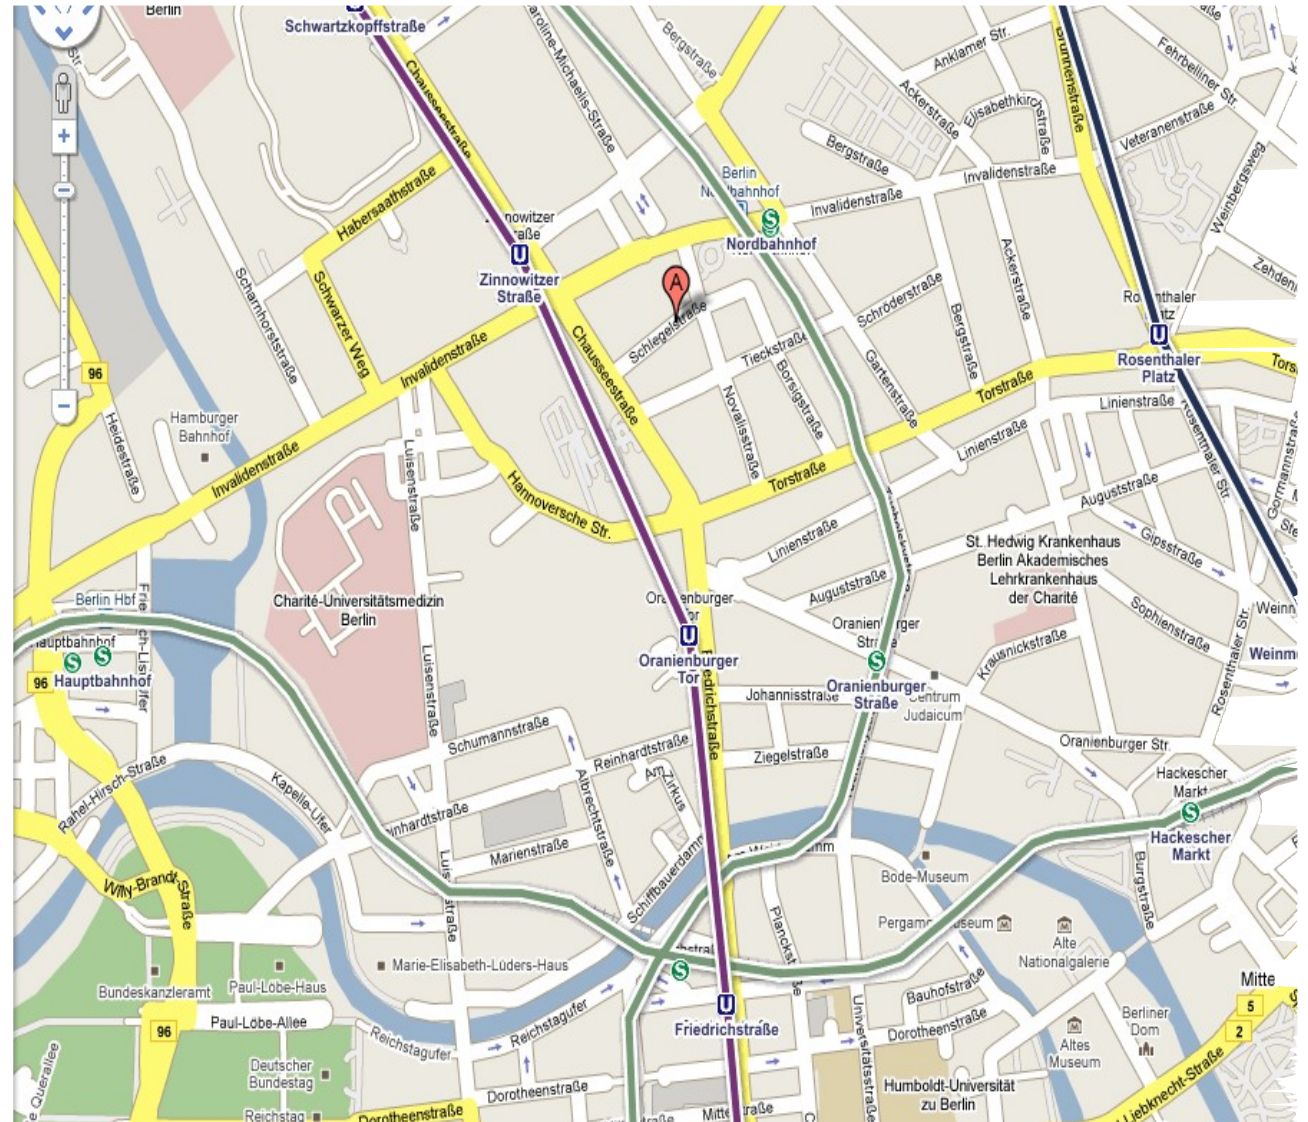 Berlin
Schwartzkopffstraße
Str.
Chausseestraße
Caroline-Michaelis-Straße
Bergstraße
Anklamer Str.
Brunnenstraße
Fehrbelliner Str.
Ackerstraße
Elisabethkirchstraße
Veteranenstraße
Bergstraße
Invalidenstraße
Weinbergsweg
Habersaathstraße
Berlin
Nordbahnhof
Invalidenstraße
S
Nordbahnhof
Zinnowitzer
Straße
U
Zinnowitzer
Straße
A
Scharnhorststraße
Schwarzer Weg
Schlegelstraße
Schröderstraße
Ackerstraße
Bergstraße
Rosenthaler
Platz
U
Rosenthaler
Platz
Invalidenstraße
Chausseestraße
Tieckstraße
Borsigstraße
Gartenstraße
Torstraße
96
Heidestraße
Hamburger
Bahnhof
Novalisstraße
Linienstraße
Rosenthaler Str.
Gormannstraße
Invalidenstraße
Luisenstraße
Hannoversche Str.
Torstraße
Linienstraße
Auguststraße
Gipsstraße
Linienstraße
St. Hedwig Krankenhaus
Berlin Akademisches
Lehrkrankenhaus
der Charité
Auguststraße
Sophienstraße
Berlin Hbf
Charité-Universitätsmedizin
Berlin
Oranienburger
Tor
U
Oranienburger
Tor
Oranienburger
Straße
S
Oranienburger
Straße
Krausnickstraße
Rosenthaler Str.
Hauptbahnhof
S
S
Hauptbahnhof
96
Luisenstraße
Friedrichstraße
Johannisstraße
Centrum
Judaicum
Schumannstraße
Reinhardtstraße
Ziegelstraße
Oranienburger Str.
Am Zirkus
Albrechtstraße
Hackescher
Markt
S
Hackescher
Markt
Rahel-Hirsch-Straße
Kapelle-Ufer
Reinhardtstraße
Marienstraße
Luisenstraße
Schiffbauerdamm
Bode-Museum
Burgstraße
Willy-Brandt-Straße
Planckstraße
Pergamonmuseum
Alte
Nationalgalerie
Marie-Elisabeth-Lüders-Haus
S
Bundeskanzleramt
Paul-Löbe-Haus
Mitte
U
Friedrichstraße
Bauhofstraße
5
2
Paul-Löbe-Allee
96
Reichstagufer
Reichstagufer
Universitätsstraße
Dorotheenstraße
Altes
Museum
Berliner
Dom
Deutscher
Bundestag
Dorotheenstraße
Humboldt-Universität
zu Berlin
Liebknecht-Straße
Reichstag
Dorotheenstraße